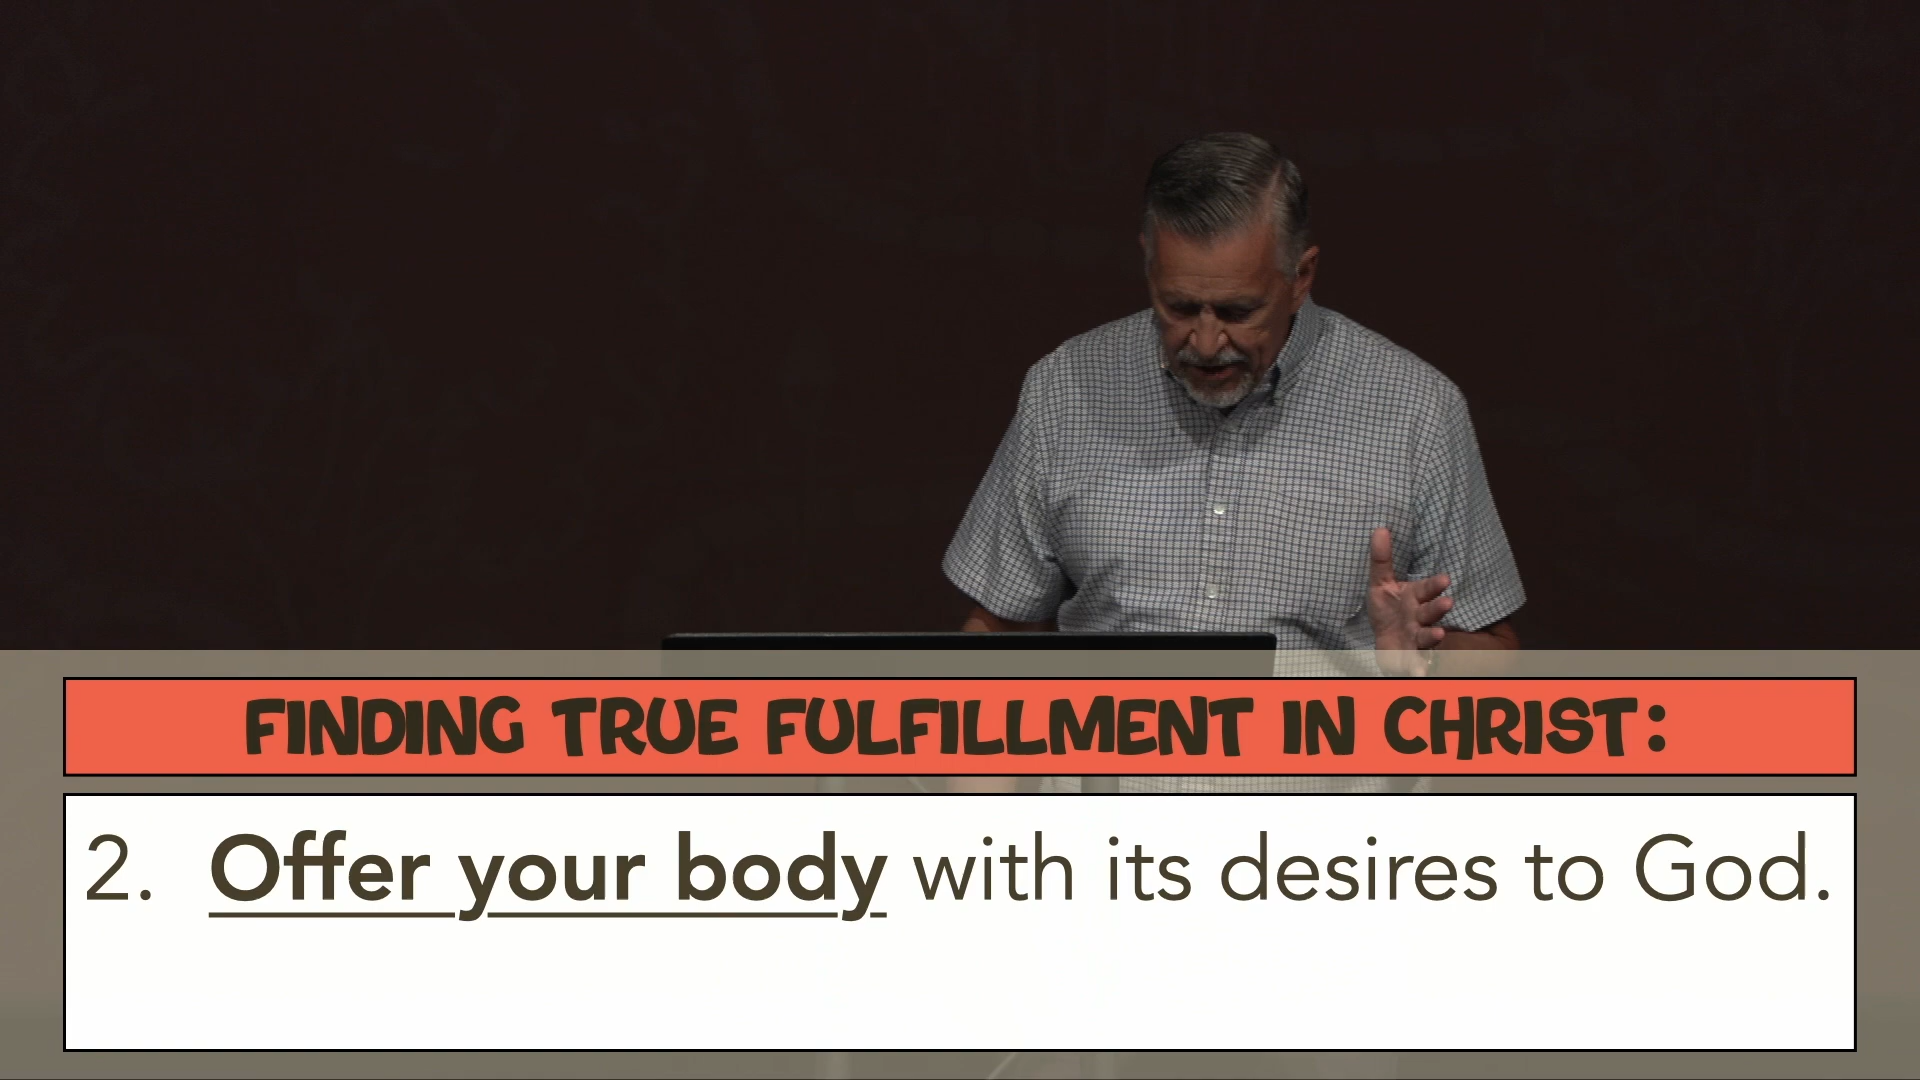 FINDING TRUE FULFILLMENT IN CHRIST:
2. Offer your body with its desires to God.